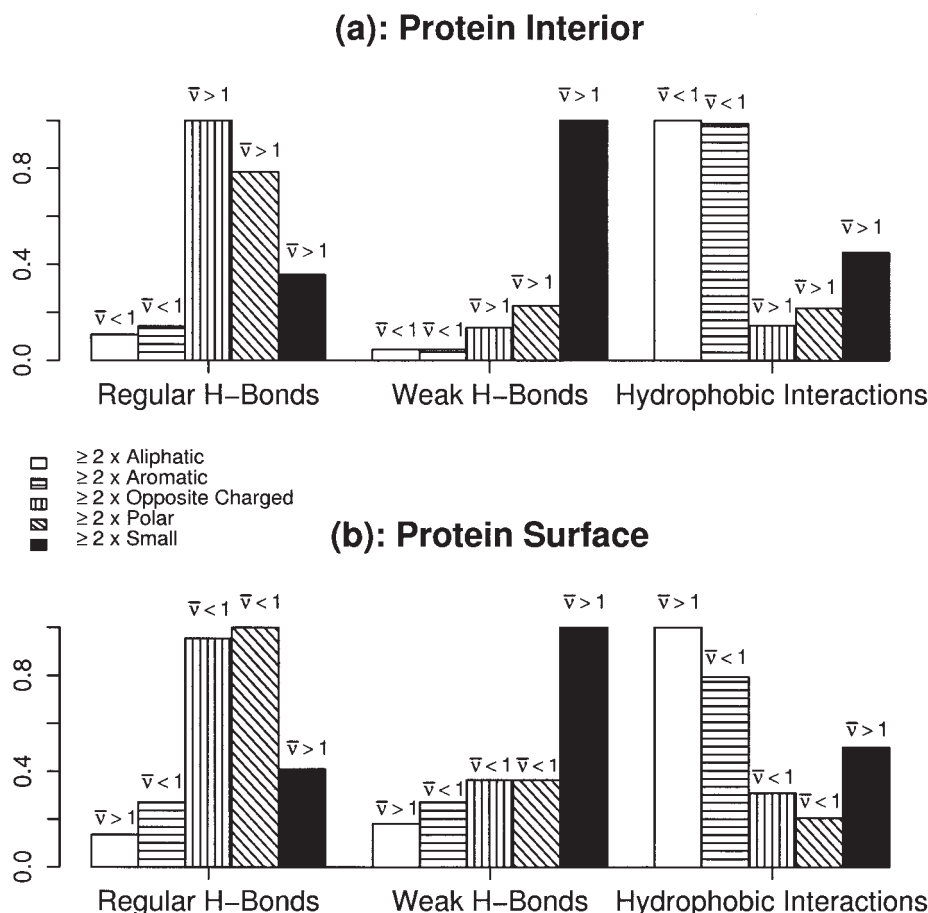 (a): Protein Interior
ν̄ > 1
ν̄ > 1
ν̄ < 1
ν̄ < 1
ν̄ > 1
ν̄ > 1
ν̄ < 1
ν̄ < 1
ν̄ > 1
ν̄ < 1
ν̄ < 1
ν̄ > 1
ν̄ > 1
ν̄ > 1
ν̄ > 1
0.8
0.4
0.0
Regular H−Bonds Weak H−Bonds Hydrophobic Interactions
≥ 2 x Aliphatic
≥ 2 x Aromatic
≥ 2 x Opposite Charged
≥ 2 x Polar
≥ 2 x Small
(b): Protein Surface
ν̄ < 1
ν̄ < 1
ν̄ > 1
ν̄ > 1
ν̄ < 1
ν̄ < 1
ν̄ > 1
ν̄ > 1
ν̄ < 1
ν̄ > 1
ν̄ > 1
ν̄ < 1
ν̄ < 1
ν̄ < 1
ν̄ < 1
0.8
0.4
0.0
Regular H−Bonds Weak H−Bonds Hydrophobic Interactions